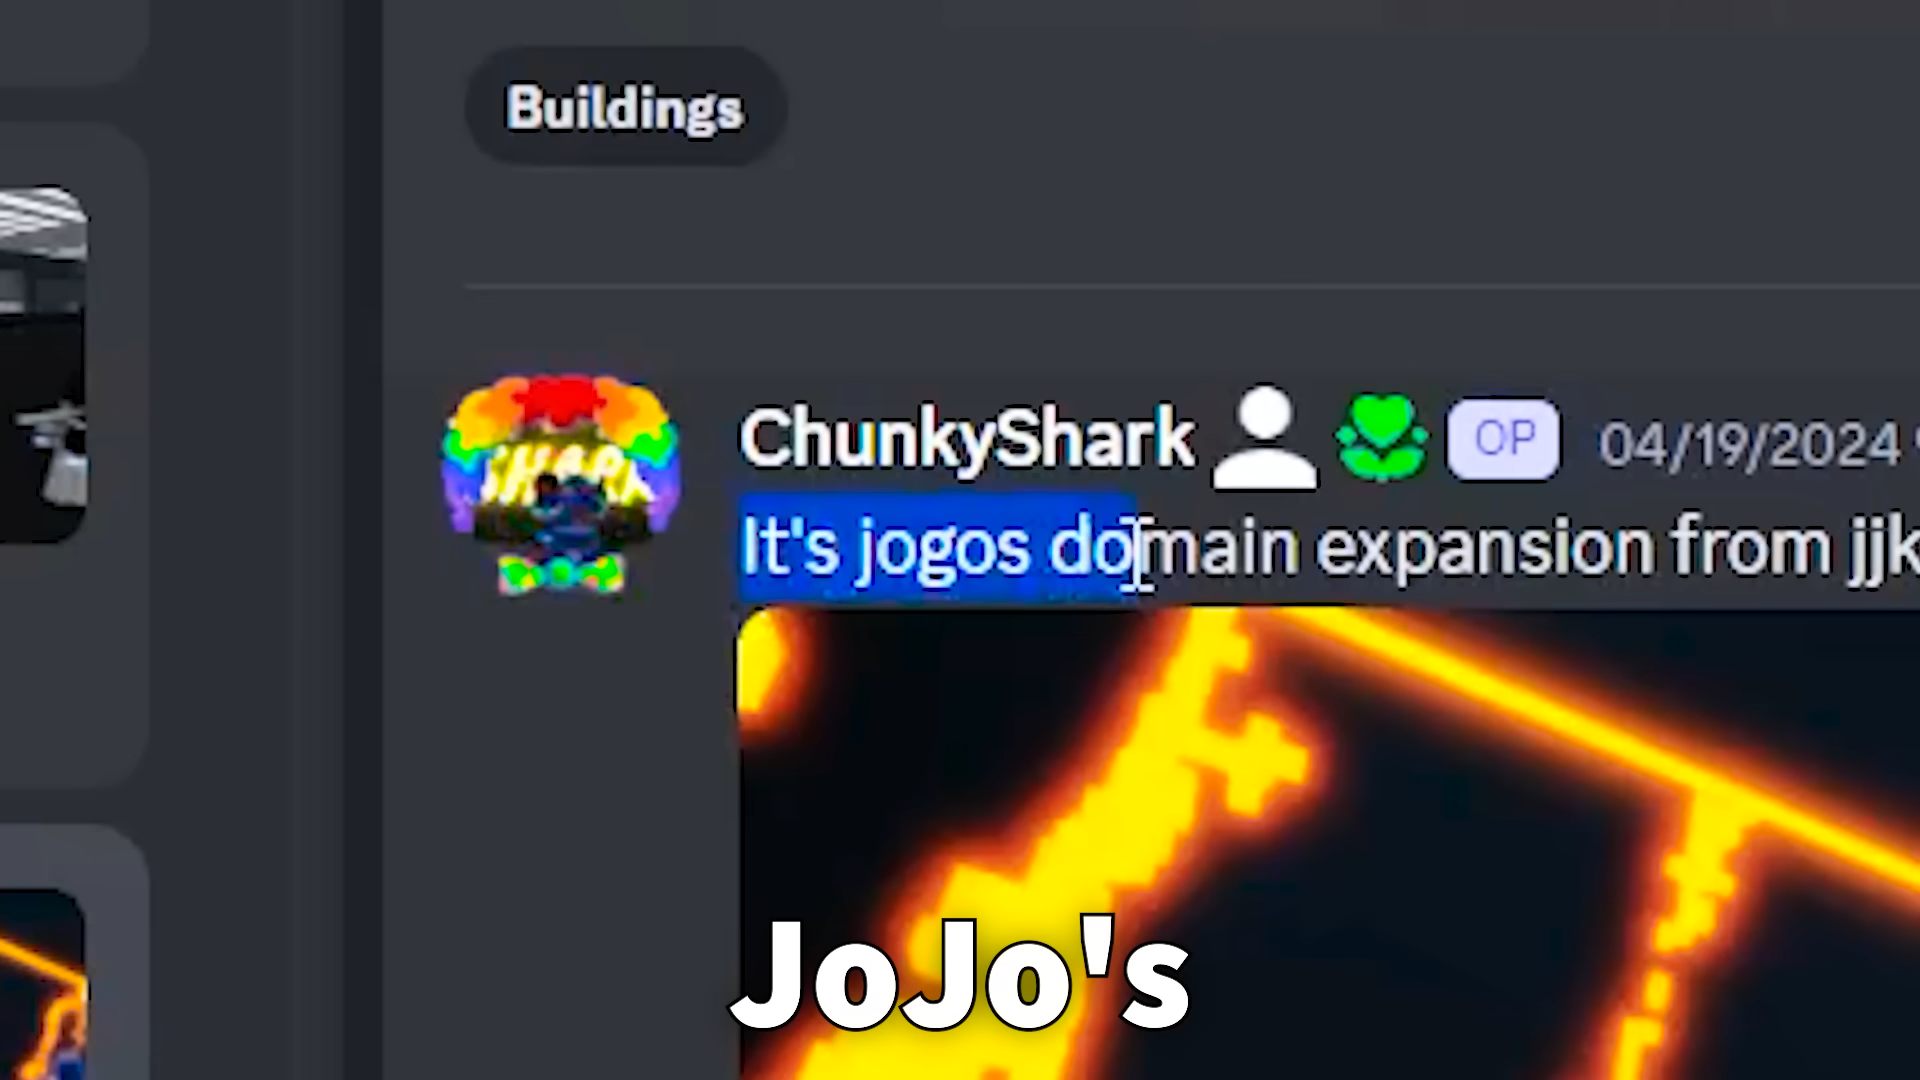 Buildings
ChunkyShark OP 04/19/2024
It's jogos domain expansion from jjk
JoJo's